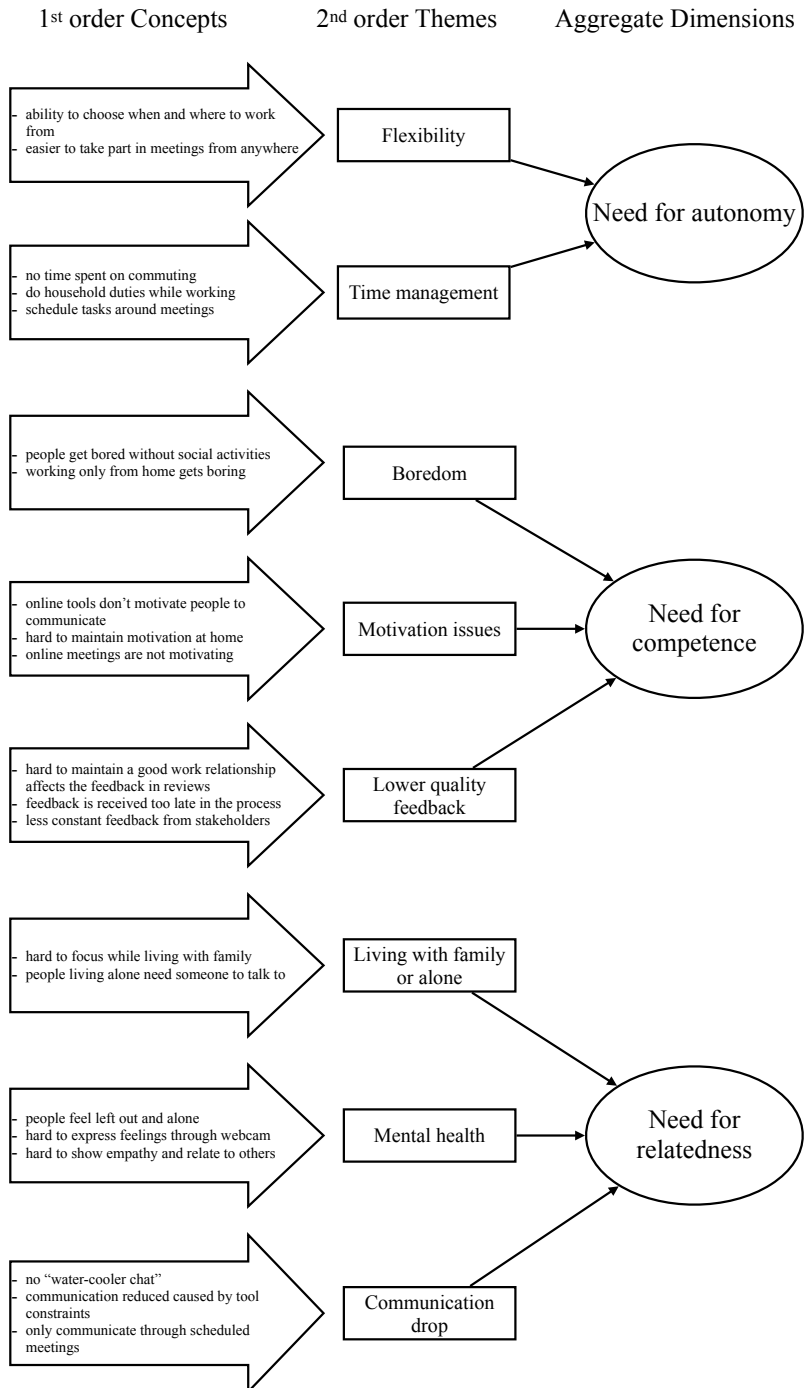 1st order Concepts 2nd order Themes Aggregate Dimensions
- ability to choose when and where to work
from
- easier to take part in meetings from anywhere
Flexibility
Need for autonomy
- no time spent on commuting
- do household duties while working
- schedule tasks around meetings
Time management
- people get bored without social activities
- working only from home gets boring
Boredom
- online tools don’t motivate people to
communicate
- hard to maintain motivation at home
- online meetings are not motivating
Motivation issues
Need for
competence
- hard to maintain a good work relationship
affects the feedback in reviews
- feedback is received too late in the process
- less constant feedback from stakeholders
Lower quality
feedback
- hard to focus while living with family
- people living alone need someone to talk to
Living with family
or alone
- people feel left out and alone
- hard to express feelings through webcam
- hard to show empathy and relate to others
Mental health
Need for
relatedness
- no “water-cooler chat”
- communication reduced caused by tool
constraints
- only communicate through scheduled
meetings
Communication
drop